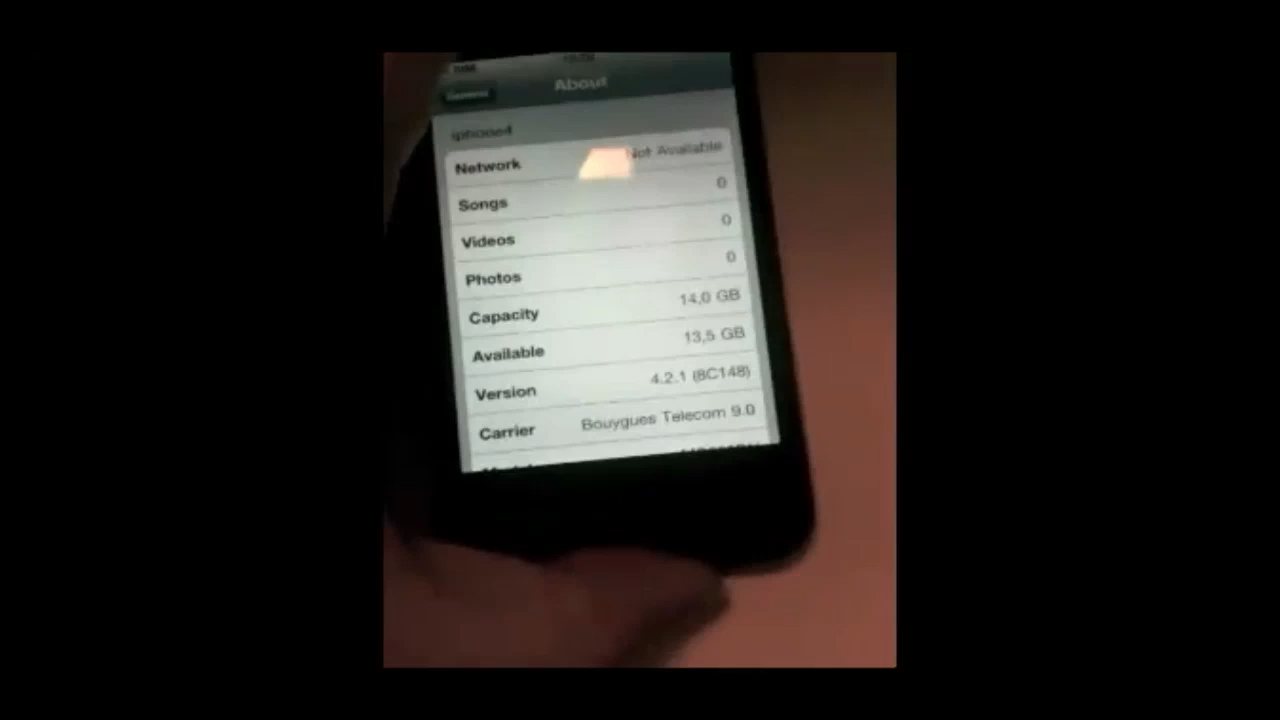 About
General
iphone4
Network Not Available
Songs 0
Videos 0
Photos 0
Capacity 14,0 GB
Available 13,5 GB
Version 4.2.1 (8C148)
Carrier Bouygues Telecom 9.0